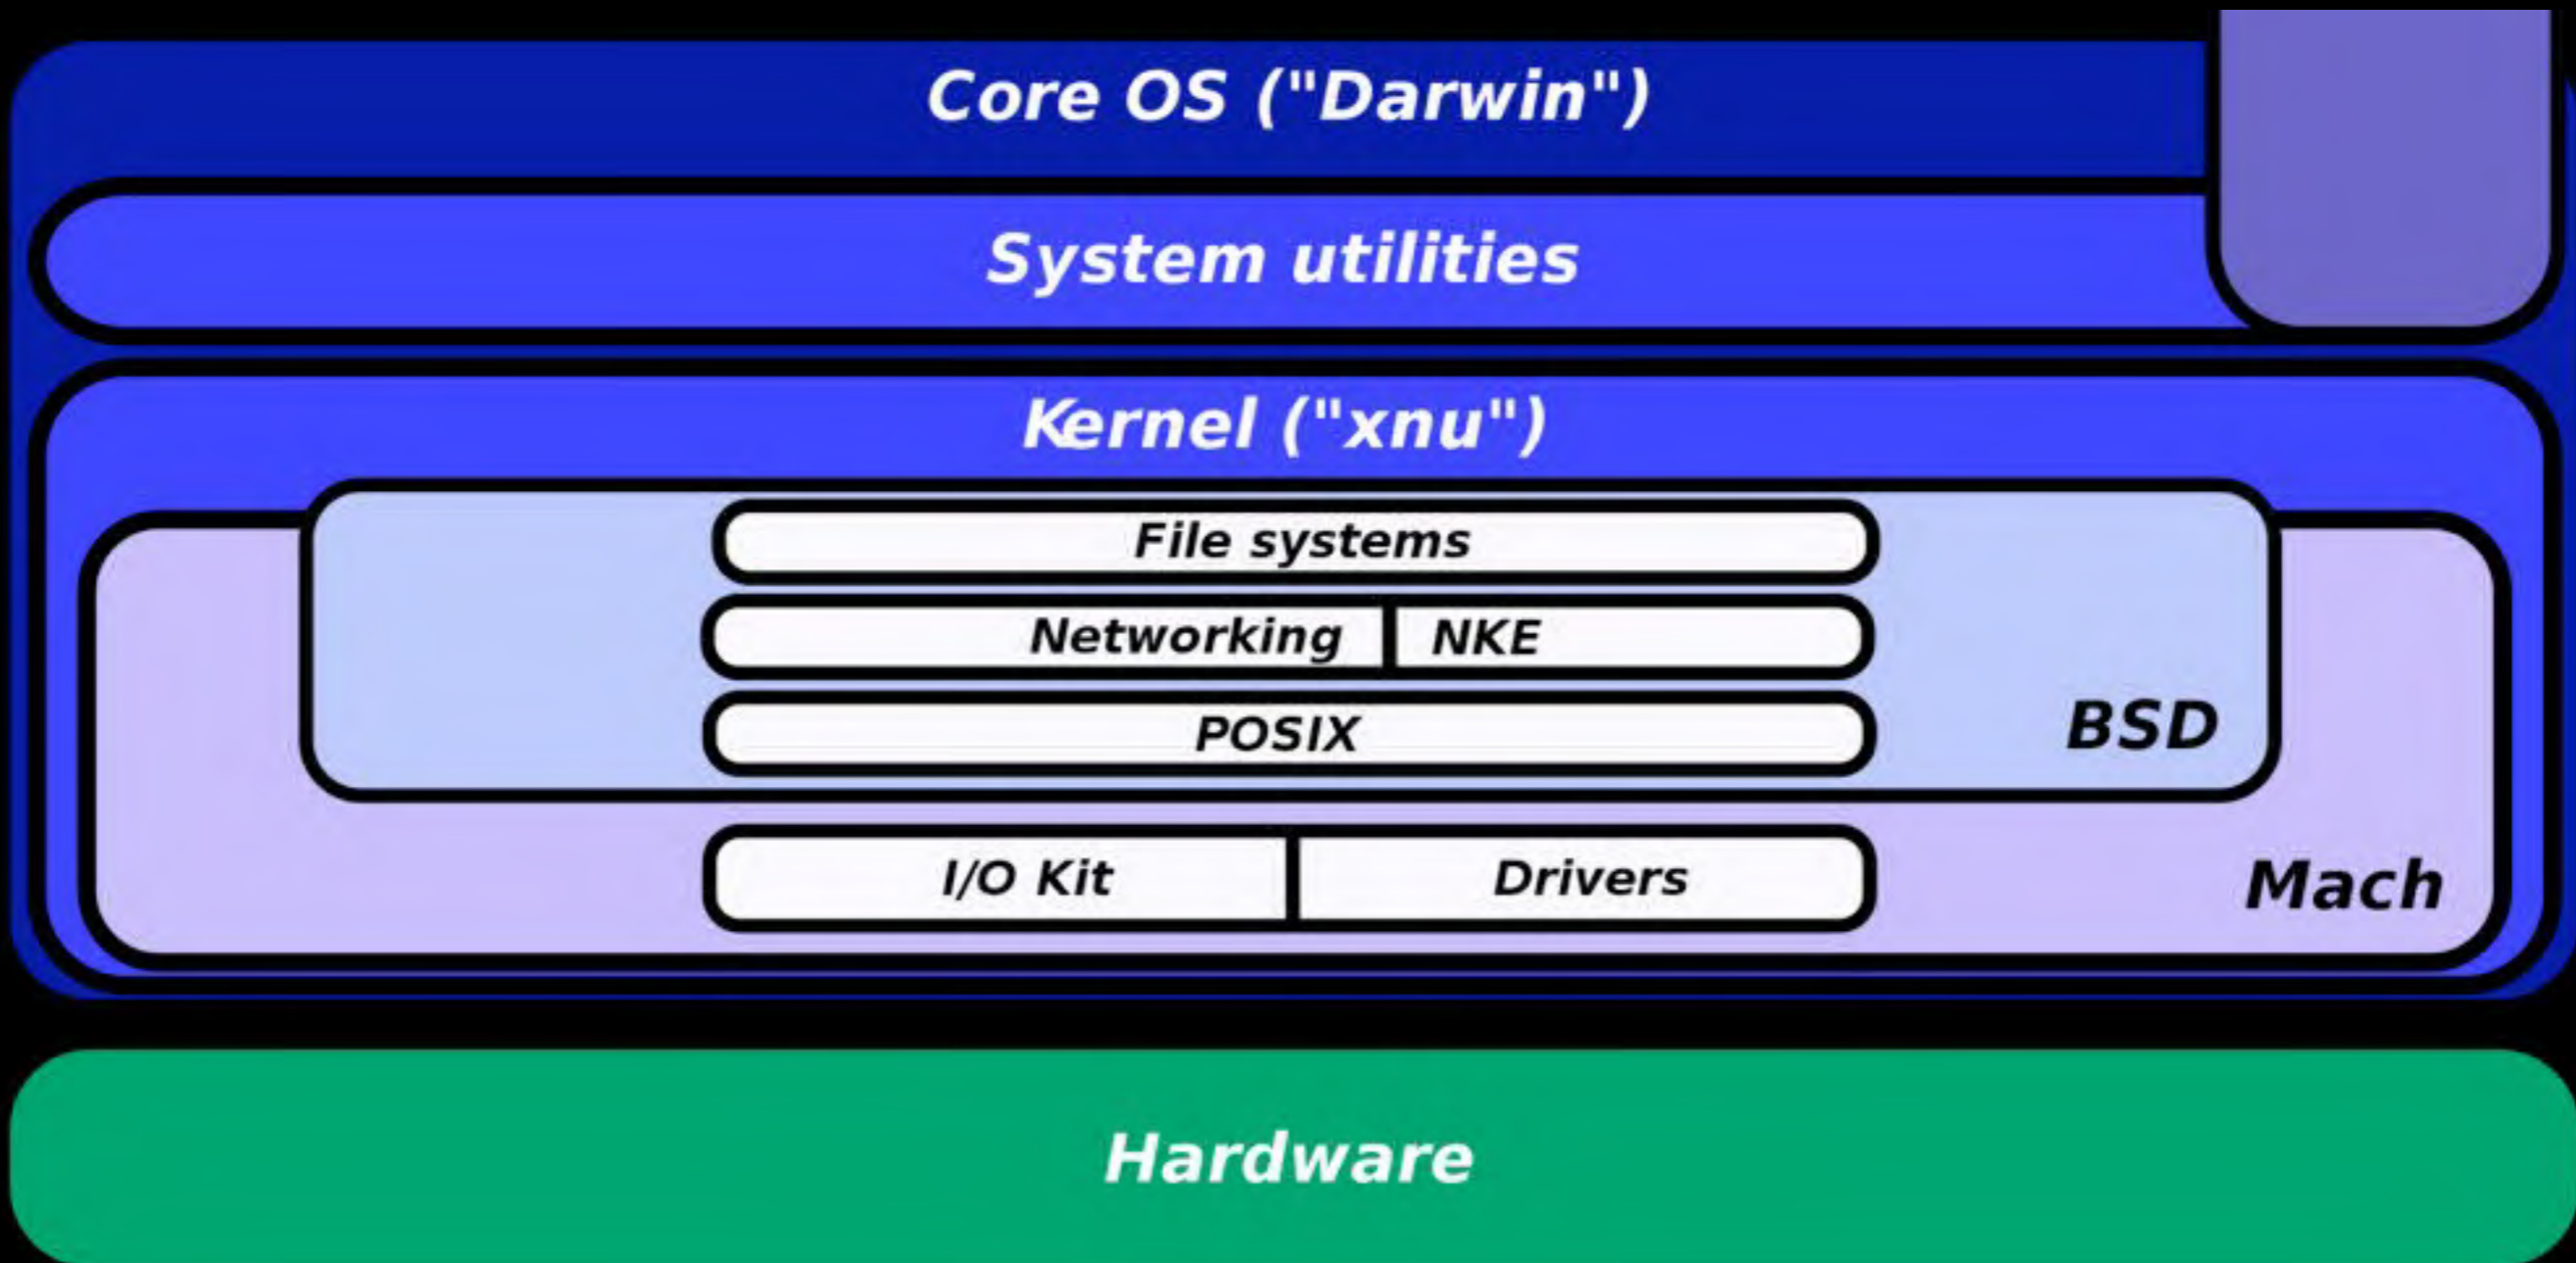 Core OS ("Darwin")
System utilities
Kernel ("xnu")
File systems
Networking NKE
POSIX
BSD
I/O Kit Drivers
Mach
Hardware